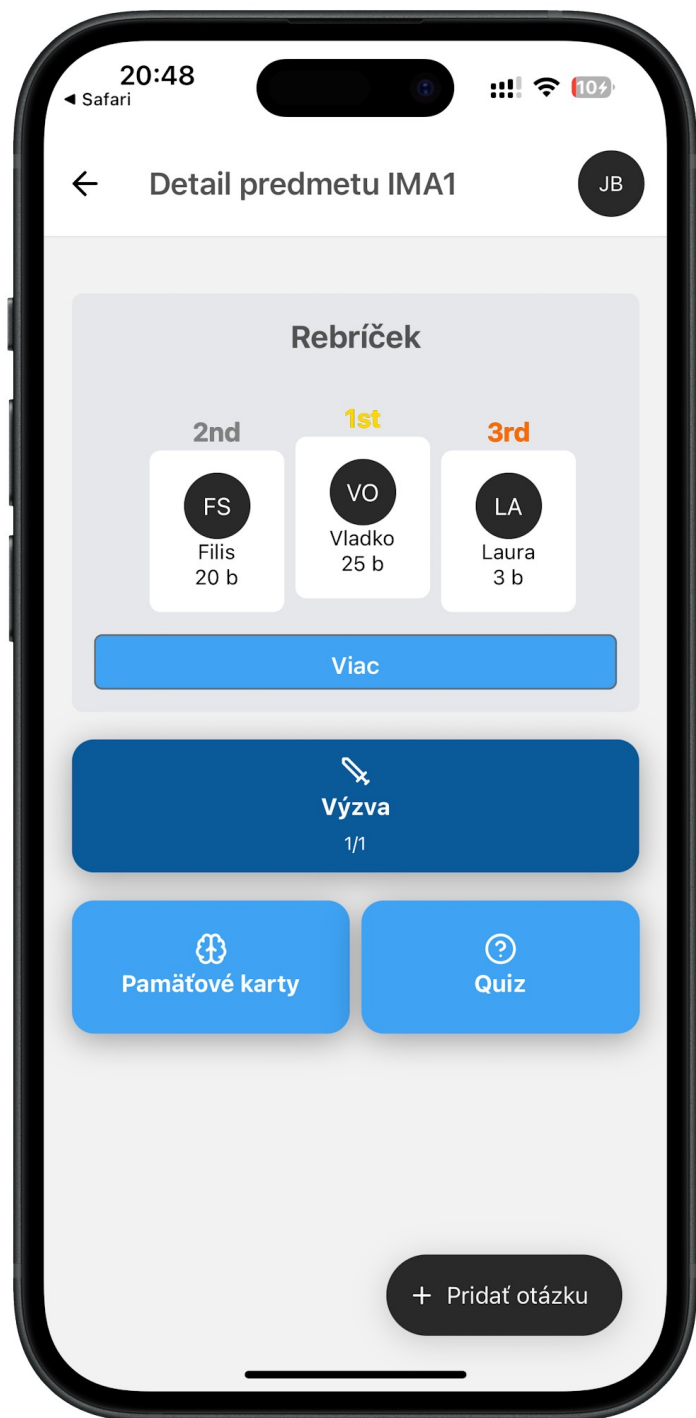 20:48
◄ Safari
10
Detail predmetu IMA1
JB
Rebríček
2nd
1st
3rd
FS
Filis
20 b
VO
Vladko
25 b
LA
Laura
3 b
Viac
Výzva
1/1
Pamäťové karty
Quiz
+ Pridať otázku